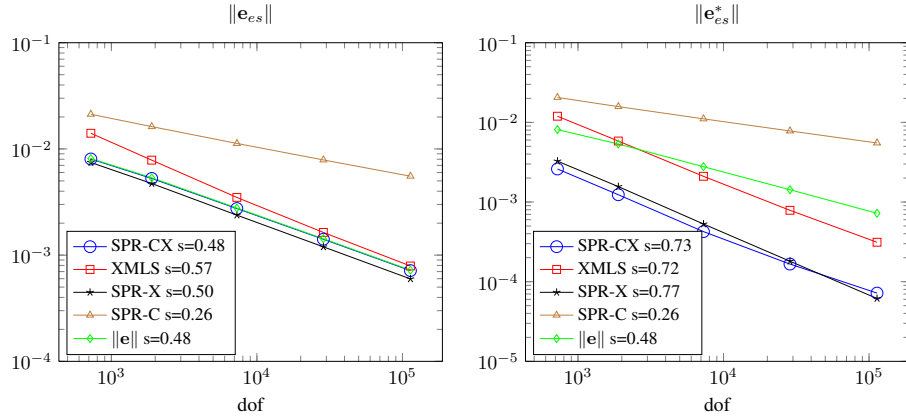 ‖e_es‖
10^−1
10^−2
10^−3
10^−4
10^3
10^4
10^5
dof
SPR-CX s=0.48
XMLS s=0.57
SPR-X s=0.50
SPR-C s=0.26
‖e‖ s=0.48
‖e*_es‖
10^−1
10^−2
10^−3
10^−4
10^−5
10^3
10^4
10^5
dof
SPR-CX s=0.73
XMLS s=0.72
SPR-X s=0.77
SPR-C s=0.26
‖e‖ s=0.48